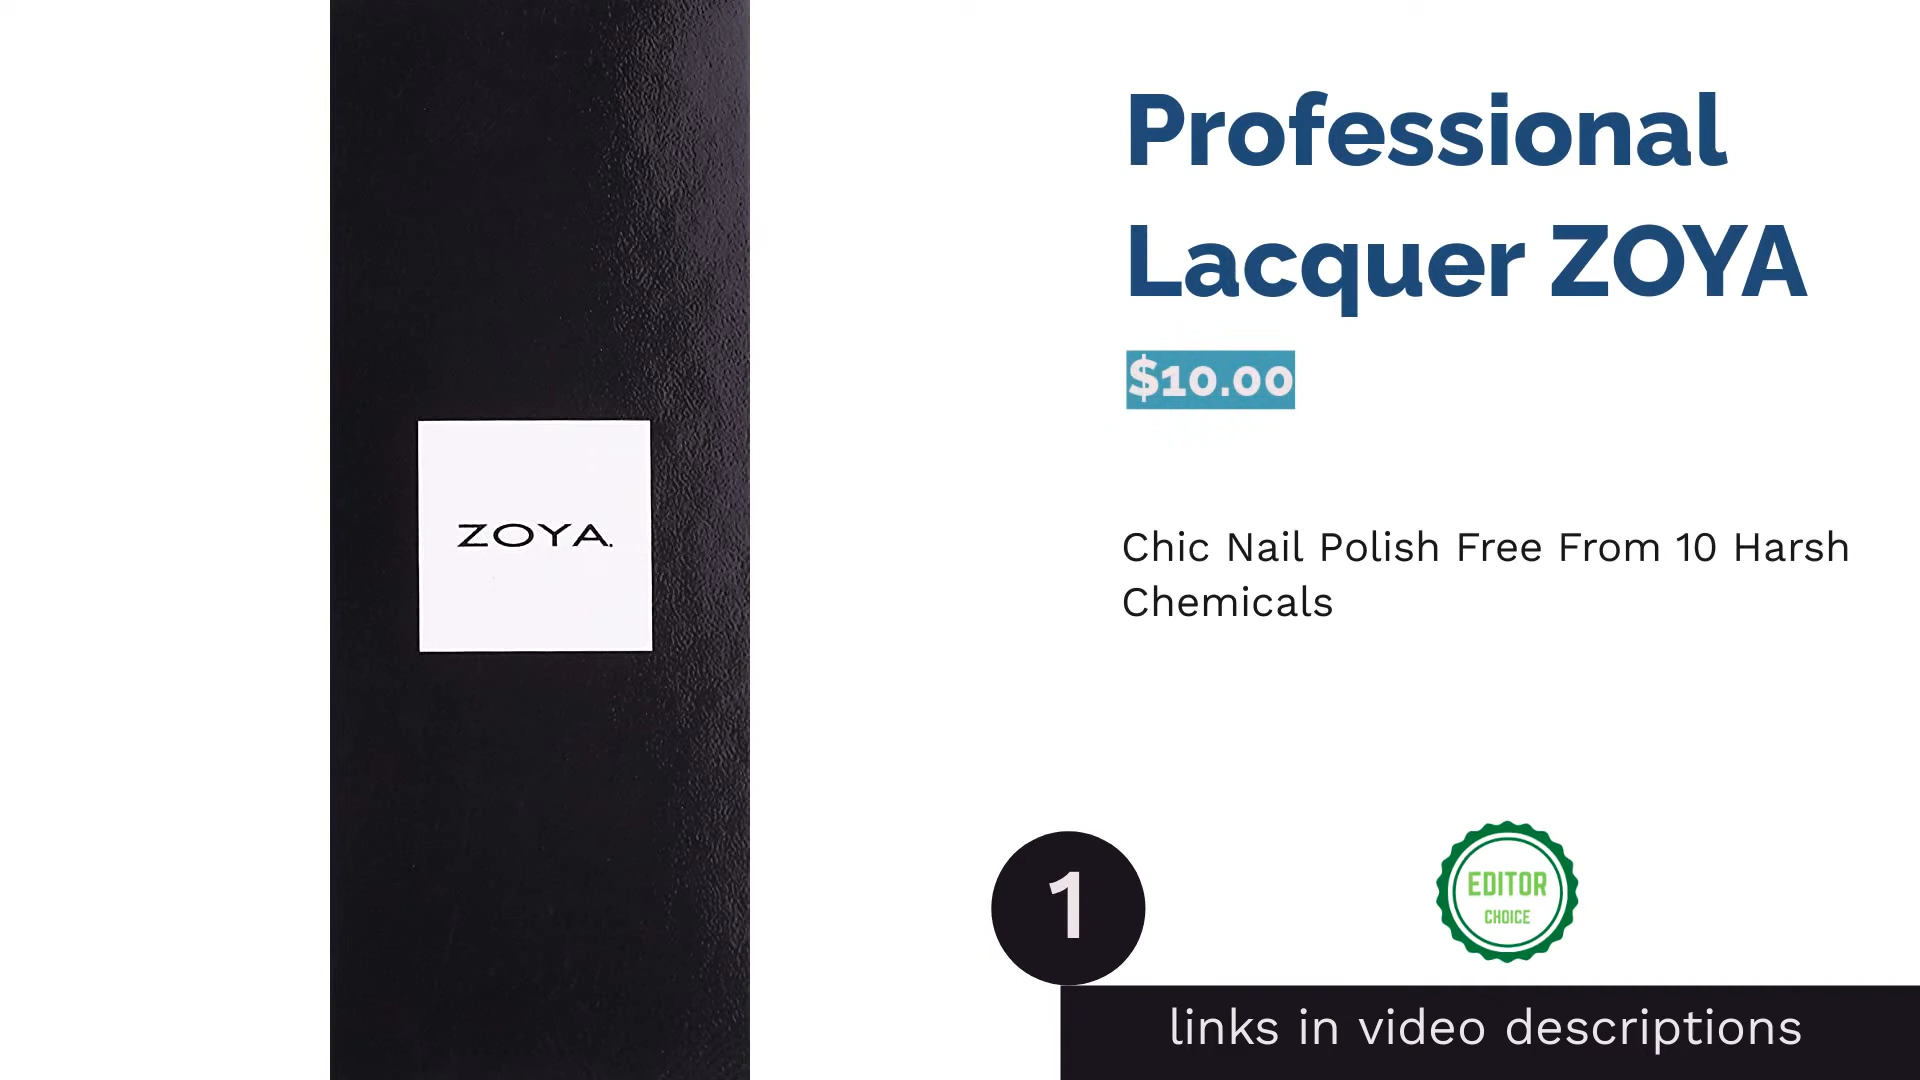 Professional
Lacquer ZOYA
$10.00
ZOYA.
Chic Nail Polish Free From 10 Harsh
Chemicals
1
EDITOR
CHOICE
links in video descriptions